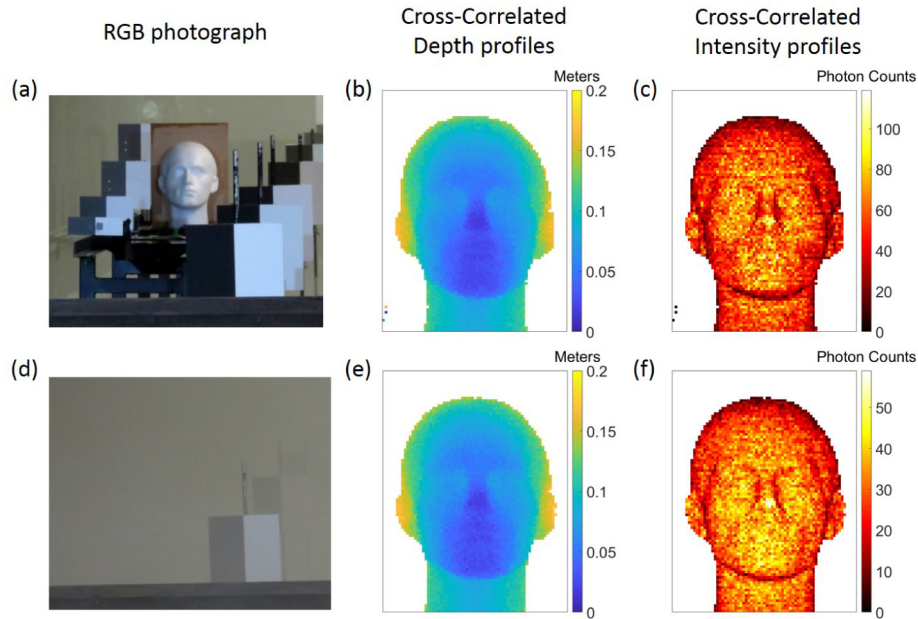 RGB photograph
Cross-Correlated
Depth profiles
Cross-Correlated
Intensity profiles
(a)
(b)
Meters
0.2
0.15
0.1
0.05
0
(c)
Photon Counts
120
100
80
60
40
20
0
(d)
(e)
Meters
0.2
0.15
0.1
0.05
0
(f)
Photon Counts
50
40
30
20
10
0